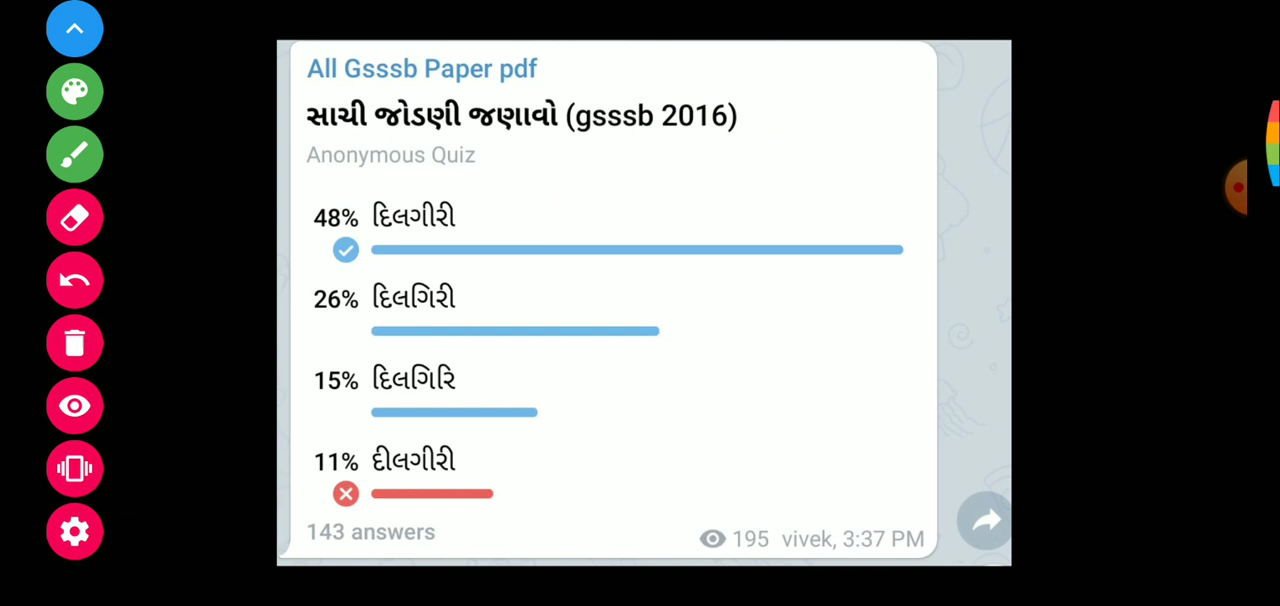 All Gsssb Paper pdf
સાચી જોડણી જણાવો (gsssb 2016)
Anonymous Quiz
48% દિલગીરી
26% દિલગિરી
15% દિલગિરિ
11% દીલગીરી
143 answers
195 vivek, 3:37 PM